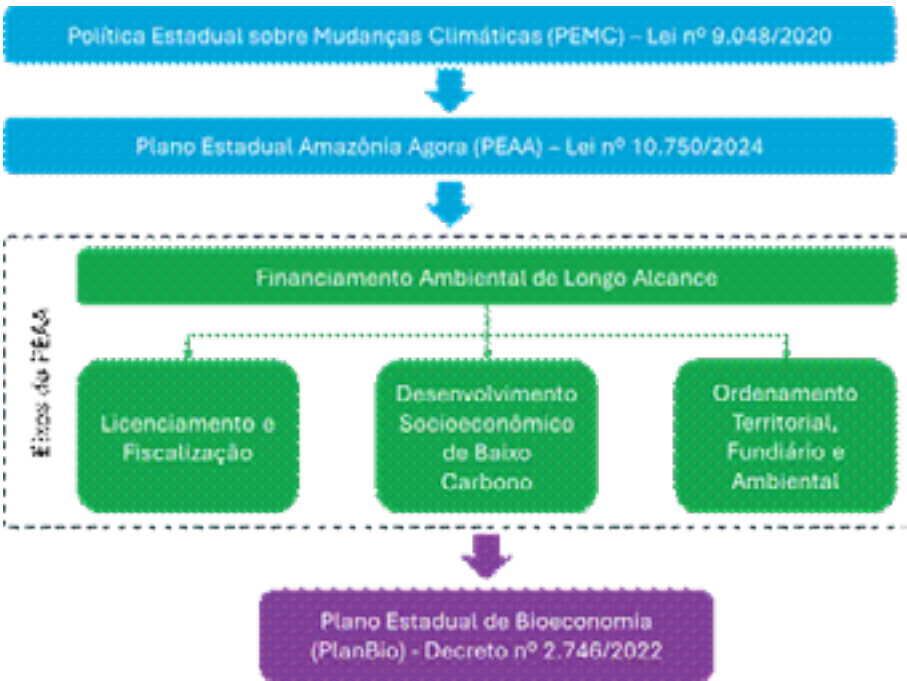 Política Estadual sobre Mudanças Climáticas (PEMC) – Lei nº 9.048/2020
Plano Estadual Amazônia Agora (PEAA) – Lei nº 10.750/2024
Eixos do PEAA
Financiamento Ambiental de Longo Alcance
Licenciamento e
Fiscalização
Desenvolvimento
Socioeconômico
de Baixo
Carbono
Ordenamento
Territorial,
Fundiário e
Ambiental
Plano Estadual de Bioeconomia
(PlanBio) - Decreto nº 2.746/2022